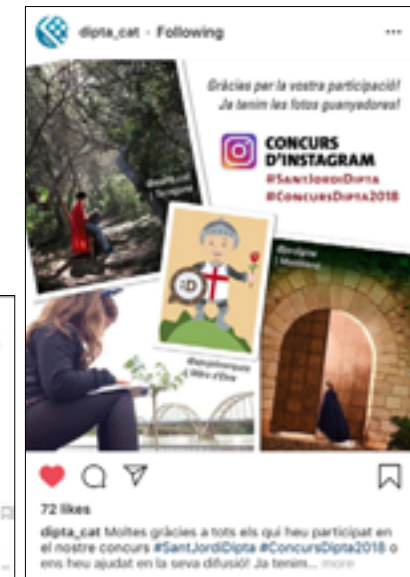 dipta_cat · Following
Gràcies per la vostra participació!
Ja tenim les fotos guanyadores!
CONCURS
D'INSTAGRAM
#SANTJORDIDIPTA
#CONCURSDIPTA2018
:D
72 likes
dipta_cat Moltes gràcies a tots els qui heu participat en
el nostre concurs #SantJordiDipta #ConcursDipta2018 o
ens heu ajudat en la seva difusió! Ja tenim... more